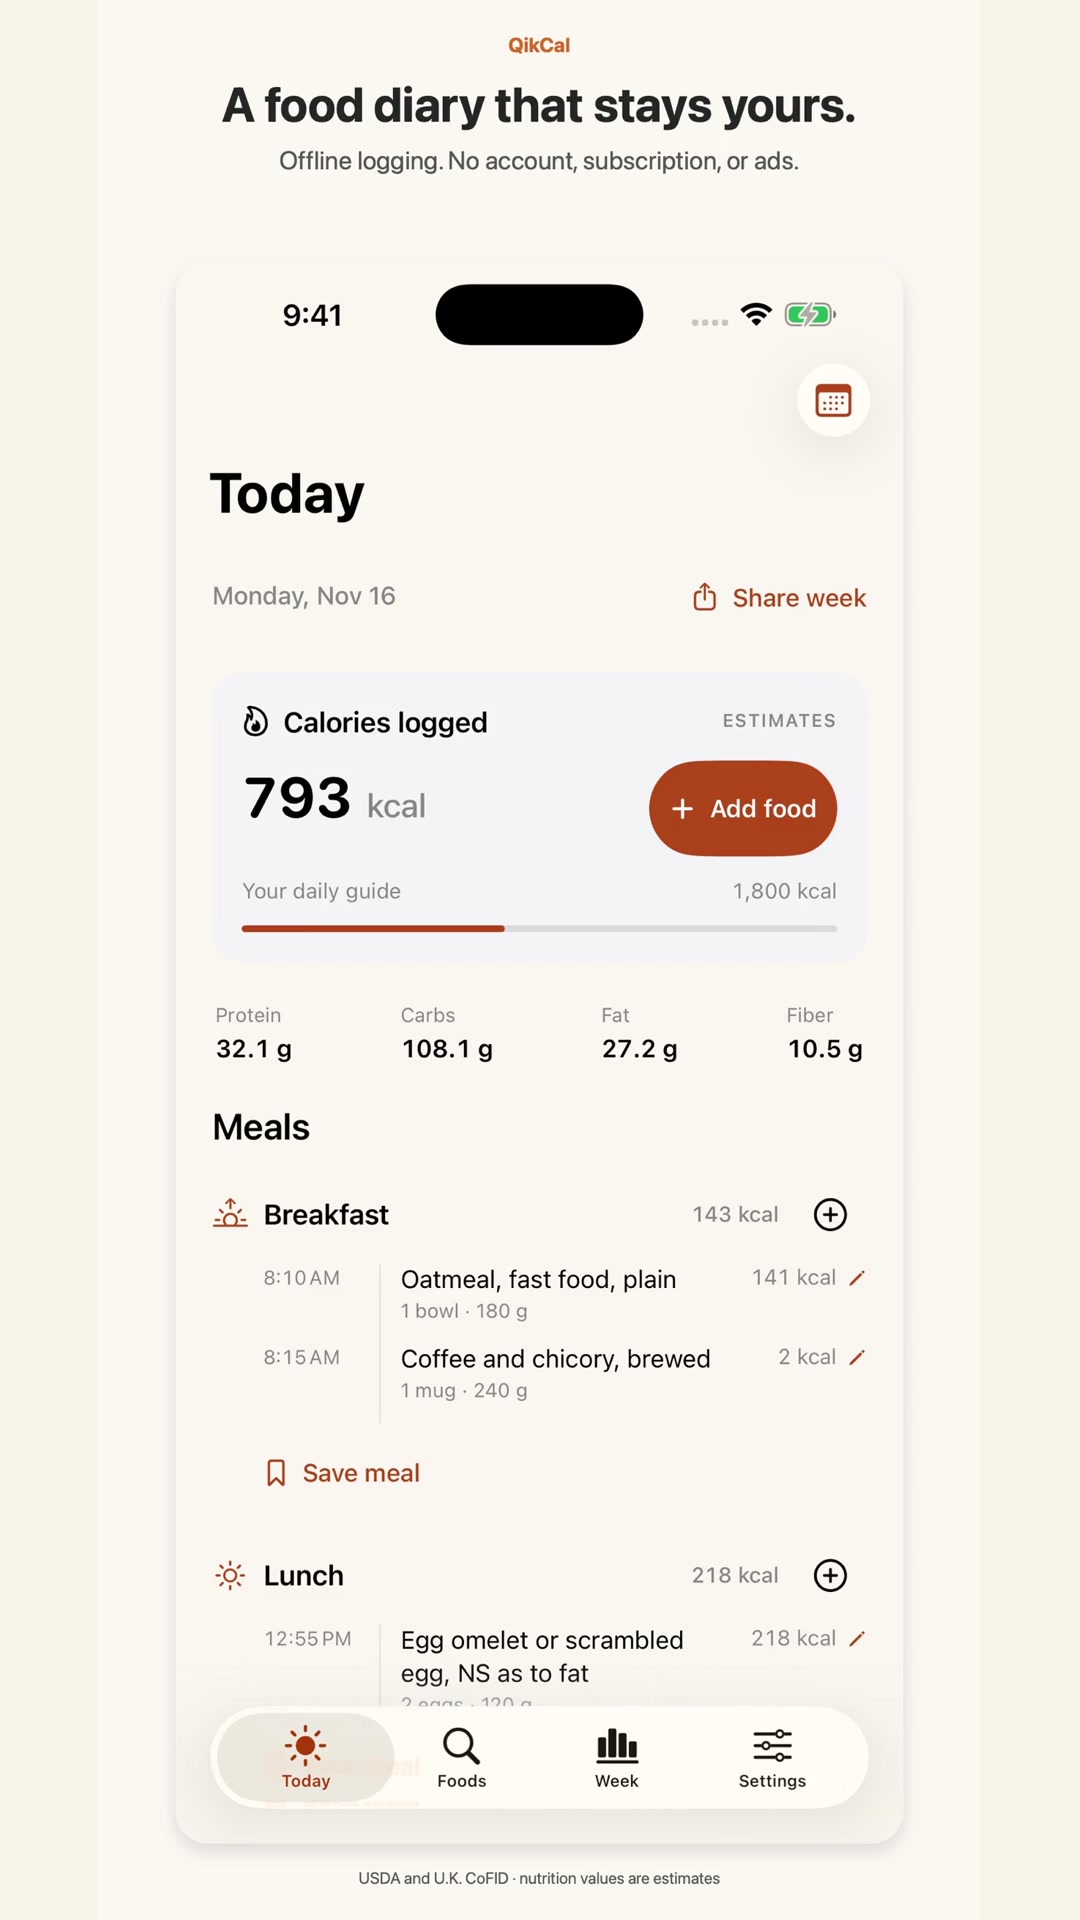 QikCal
A food diary that stays yours.
Offline logging. No account, subscription, or ads.
9:41
Today
Monday, Nov 16
Share week
Calories logged
ESTIMATES
793 kcal
+ Add food
Your daily guide
1,800 kcal
Protein
Carbs
Fat
Fiber
32.1 g
108.1 g
27.2 g
10.5 g
Meals
Breakfast
143 kcal
8:10 AM
Oatmeal, fast food, plain
141 kcal
1 bowl · 180 g
8:15 AM
Coffee and chicory, brewed
2 kcal
1 mug · 240 g
Save meal
Lunch
218 kcal
12:55 PM
Egg omelet or scrambled
218 kcal
egg, NS as to fat
2 eggs · 120 g
Today
Foods
Week
Settings
USDA and U.K. CoFID · nutrition values are estimates